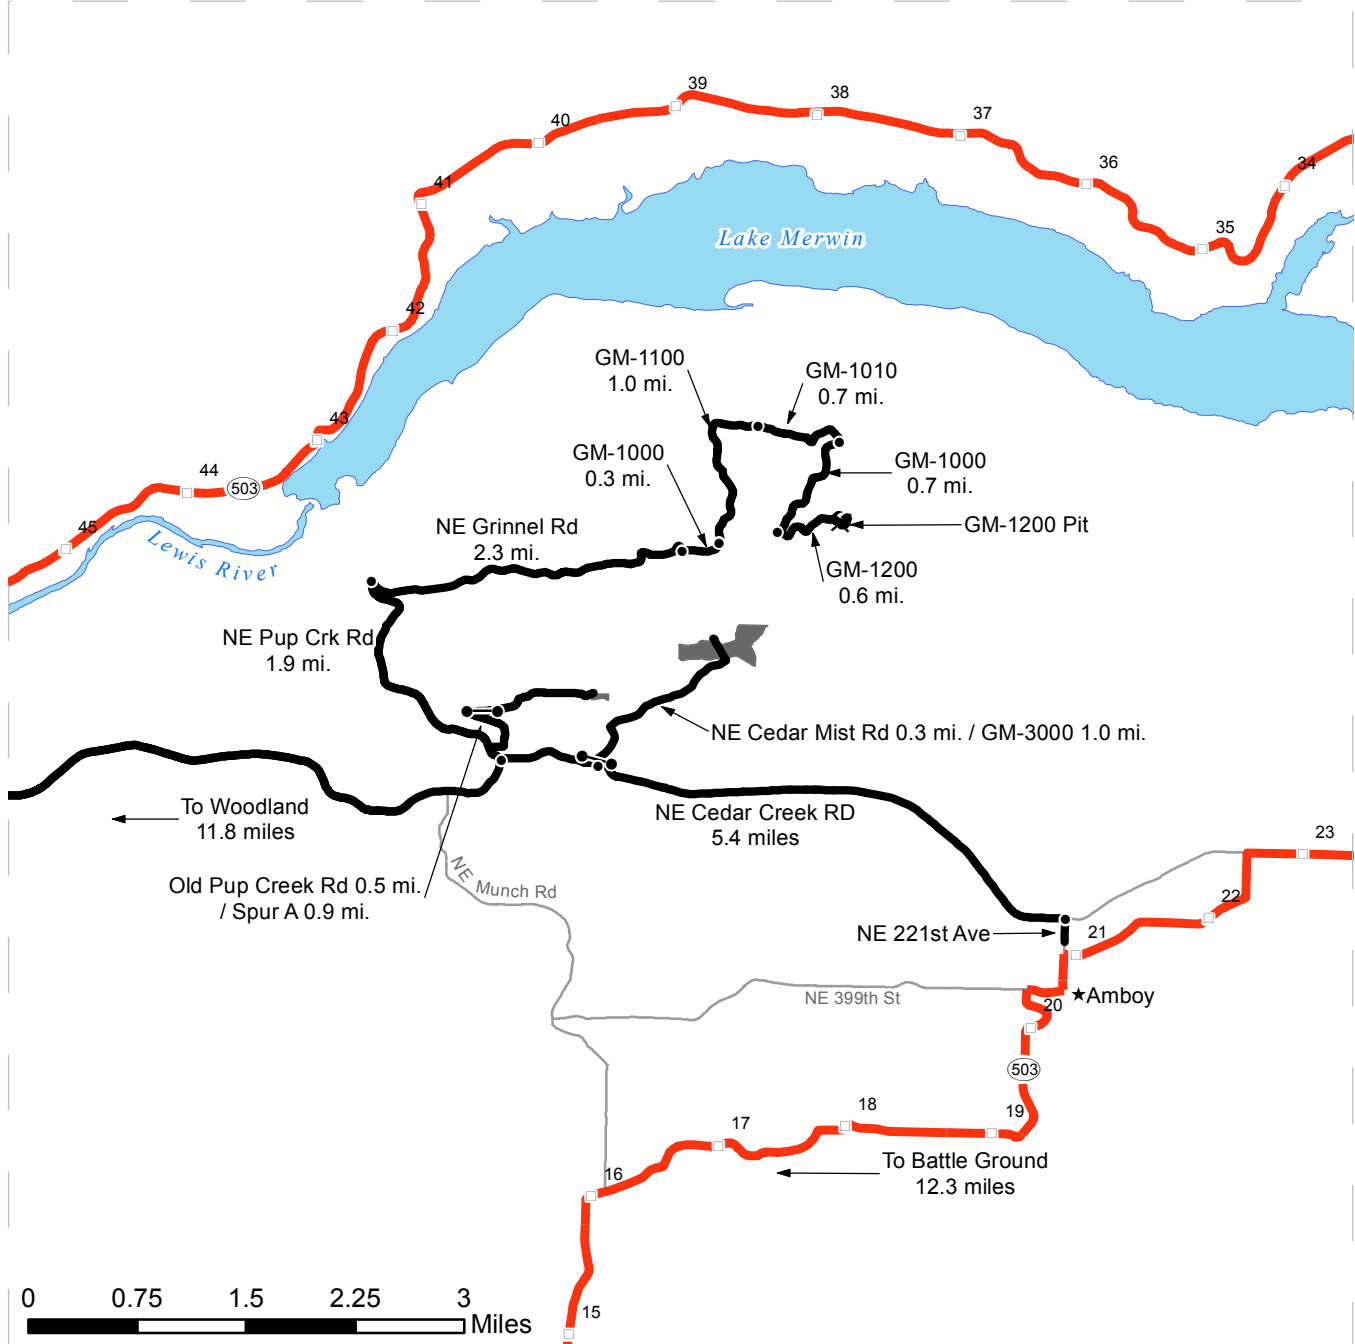 39
38
37
40
36
34
41
35
Lake Merwin
42
GM-1100
1.0 mi.
GM-1010
0.7 mi.
43
44
503
GM-1000
0.3 mi.
GM-1000
0.7 mi.
45
NE Grinnel Rd
2.3 mi.
GM-1200 Pit
Lewis River
GM-1200
0.6 mi.
NE Pup Crk Rd
1.9 mi.
NE Cedar Mist Rd 0.3 mi. / GM-3000 1.0 mi.
To Woodland
11.8 miles
NE Cedar Creek RD
5.4 miles
23
Old Pup Creek Rd 0.5 mi.
/ Spur A 0.9 mi.
NE Munch Rd
22
NE 221st Ave
21
NE 399th St
Amboy
20
503
19
18
17
To Battle Ground
12.3 miles
16
15
0 0.75 1.5 2.25 3
Miles